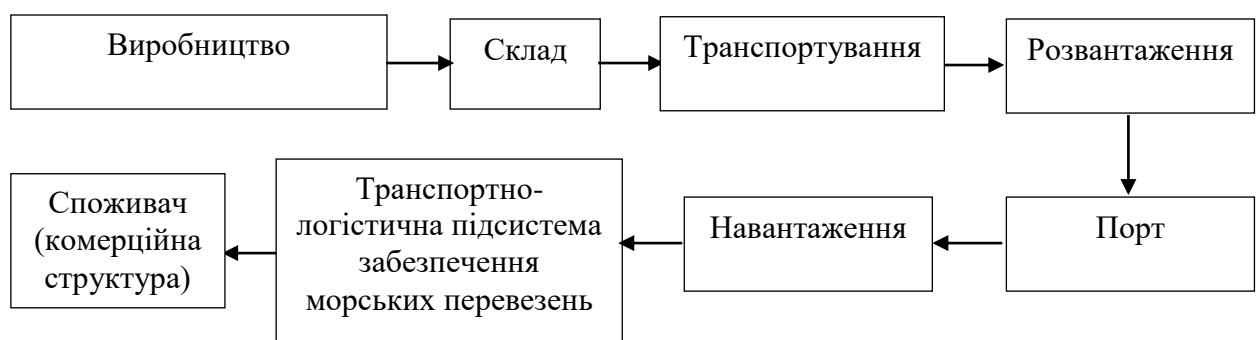 Виробництво
Склад
Транспортування
Розвантаження
Порт
Навантаження
Транспортно-
логістична підсистема
забезпечення
морських перевезень
Споживач
(комерційна
структура)